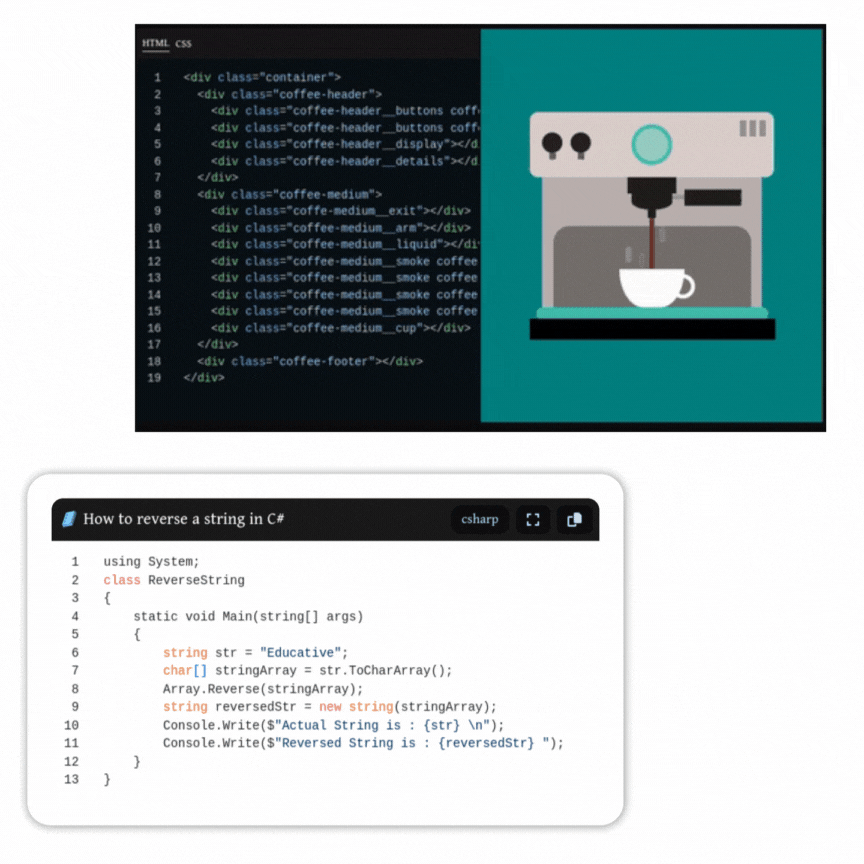 HTML CSS
1 <div class="container">
2 <div class="coffee-header">
3 <div class="coffee-header__buttons coff
4 <div class="coffee-header__buttons coff
5 <div class="coffee-header__display"></d
6 <div class="coffee-header__details"></d
7 </div>
8 <div class="coffee-medium">
9 <div class="coffe-medium__exit"></div>
10 <div class="coffee-medium__arm"></div>
11 <div class="coffee-medium__liquid"></di
12 <div class="coffee-medium__smoke coffee
13 <div class="coffee-medium__smoke coffee
14 <div class="coffee-medium__smoke coffee
15 <div class="coffee-medium__smoke coffee
16 <div class="coffee-medium__cup"></div>
17 </div>
18 <div class="coffee-footer"></div>
19 </div>
How to reverse a string in C# csharp
1 using System;
2 class ReverseString
3 {
4 static void Main(string[] args)
5 {
6 string str = "Educative";
7 char[] stringArray = str.ToCharArray();
8 Array.Reverse(stringArray);
9 string reversedStr = new string(stringArray);
10 Console.Write($"Actual String is : {str} \n");
11 Console.Write($"Reversed String is : {reversedStr} ");
12 }
13 }